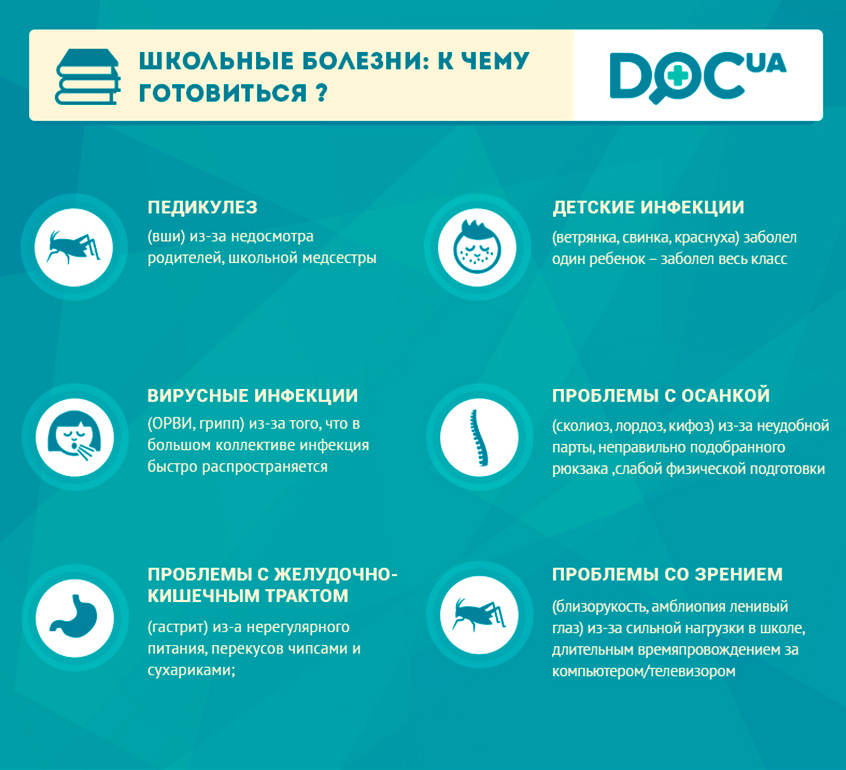 ШКОЛЬНЫЕ БОЛЕЗНИ: К ЧЕМУ
ГОТОВИТЬСЯ ?
DOCUA
ПЕДИКУЛЕЗ
(вши) из-за недосмотра
родителей, школьной медсестры
ДЕТСКИЕ ИНФЕКЦИИ
(ветрянка, свинка, краснуха) заболел
один ребенок – заболел весь класс
ВИРУСНЫЕ ИНФЕКЦИИ
(ОРВИ, грипп) из-за того, что в
большом коллективе инфекция
быстро распространяется
ПРОБЛЕМЫ С ОСАНКОЙ
(сколиоз, лордоз, кифоз) из-за неудобной
парты, неправильно подобранного
рюкзака ,слабой физической подготовки
ПРОБЛЕМЫ С ЖЕЛУДОЧНО-
КИШЕЧНЫМ ТРАКТОМ
(гастрит) из-а нерегулярного
питания, перекусов чипсами и
сухариками;
ПРОБЛЕМЫ СО ЗРЕНИЕМ
(близорукость, амблиопия ленивый
глаз) из-за сильной нагрузки в школе,
длительным времяпровождением за
компьютером/телевизором